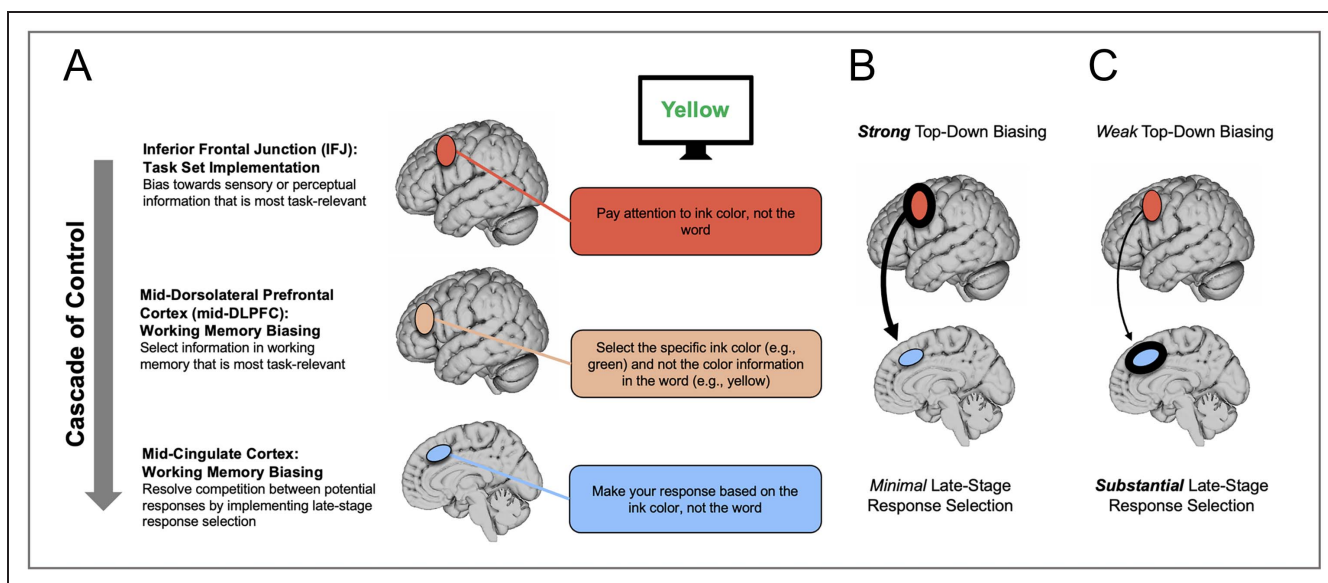 A
Cascade of Control
Inferior Frontal Junction (IFJ):
Task Set Implementation
Bias towards sensory or perceptual
information that is most task-relevant
Yellow
Pay attention to ink color, not the
word
Mid-Dorsolateral Prefrontal
Cortex (mid-DLPFC):
Working Memory Biasing
Select information in working
memory that is most task-relevant
Select the specific ink color (e.g.,
green) and not the color information
in the word (e.g., yellow)
Mid-Cingulate Cortex:
Working Memory Biasing
Resolve competition between potential
responses by implementing late-stage
response selection
Make your response based on the
ink color, not the word
B
Strong Top-Down Biasing
Minimal Late-Stage
Response Selection
C
Weak Top-Down Biasing
Substantial Late-Stage
Response Selection